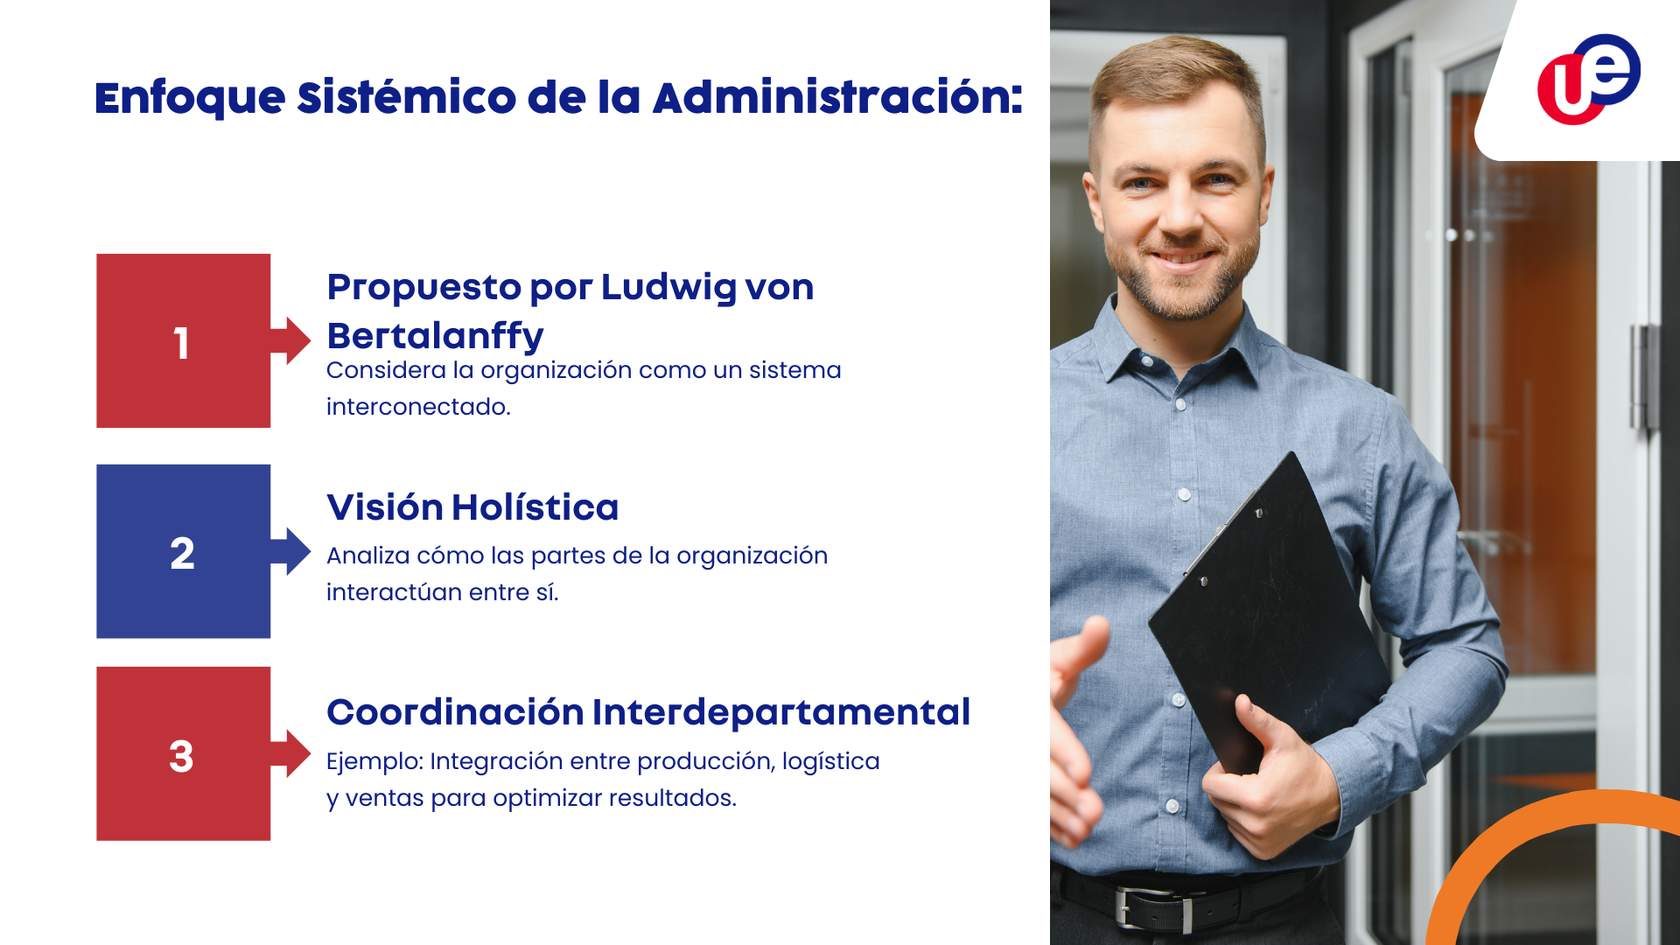 Enfoque Sistémico de la Administración:
ue
1
Propuesto por Ludwig von
Bertalanffy
Considera la organización como un sistema
interconectado.
2
Visión Holística
Analiza cómo las partes de la organización
interactúan entre sí.
3
Coordinación Interdepartamental
Ejemplo: Integración entre producción, logística
y ventas para optimizar resultados.